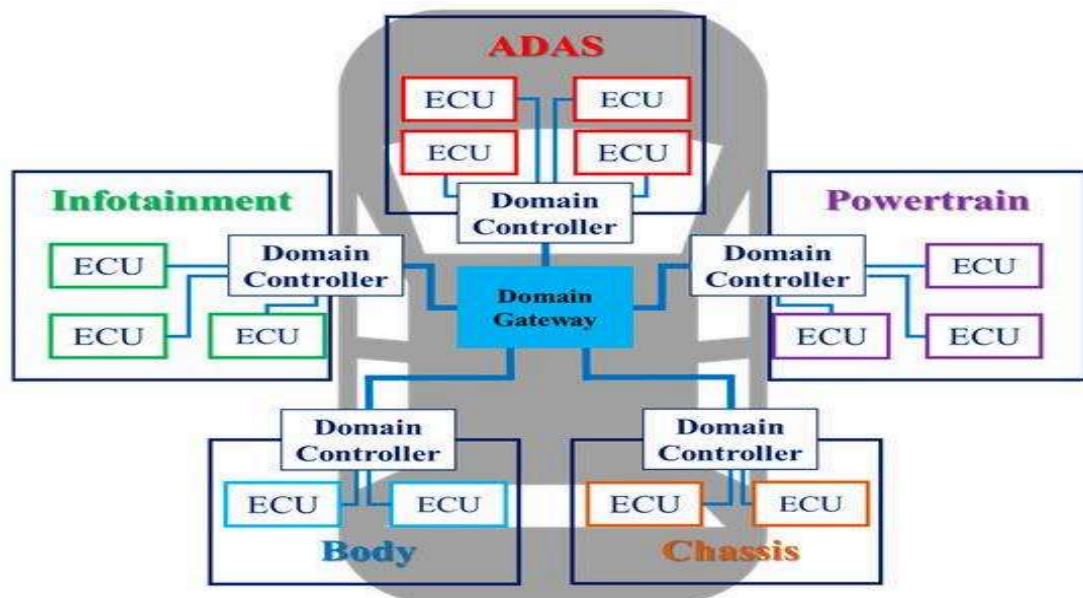 ADAS
ECU
ECU
ECU
ECU
Domain
Controller
Infotainment
ECU
ECU
ECU
Domain
Controller
Powertrain
Domain
Controller
ECU
ECU
ECU
Domain
Gateway
Domain
Controller
ECU
ECU
Body
Domain
Controller
ECU
ECU
Chassis